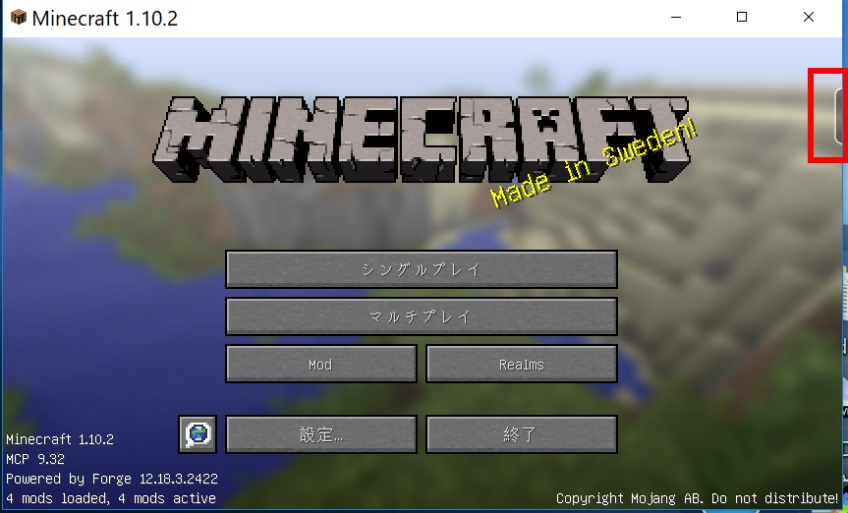 Minecraft 1.10.2
MINECRAFT
Made in Sweden!
シングルプレイ
マルチプレイ
Mod
Realms
設定...
終了
Minecraft 1.10.2
MCP 9.32
Powered by Forge 12.18.3.2422
4 mods loaded, 4 mods active
Copyright Mojang AB. Do not distribute!